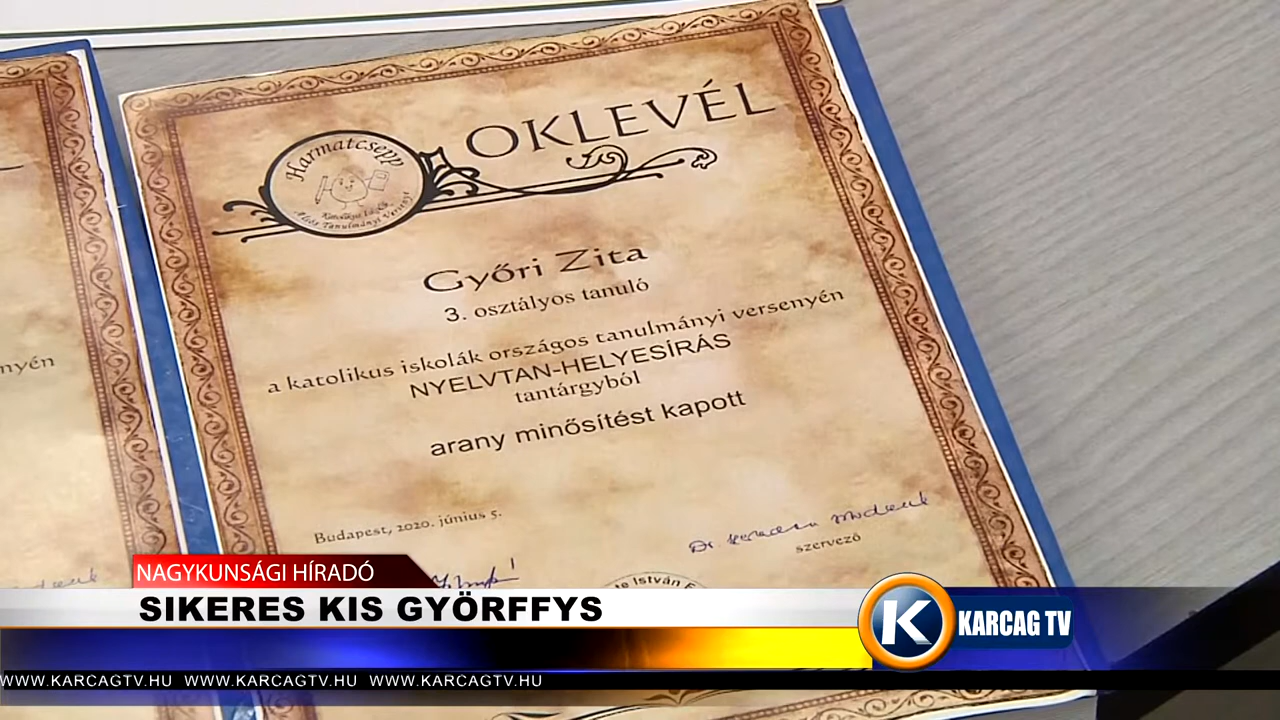 OKLEVÉL
Harmatcsepp
Győri Zita
3. osztályos tanuló
a katolikus iskolák országos tanulmányi versenyén
NYELVTAN-HELYESÍRÁS
tantárgyból
arany minősítést kapott
nyén
Budapest, 2020. június 5.
Dr.
szervező
István
NAGYKUNSÁGI HÍRADÓ
SIKERES KIS GYÖRFFYS
K KARCAG TV
WWW.KARCAGTV.HU WWW.KARCAGTV.HU WWW.KARCAGTV.HU